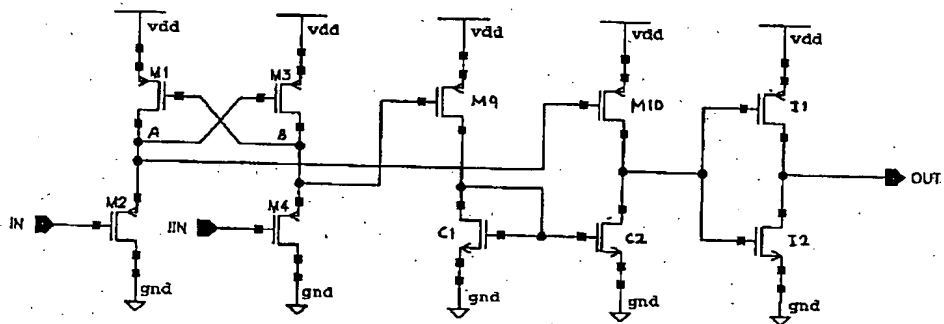 vdd
vdd
vdd
vdd
vdd
M1
M3
M9
M10
I1
A
B
OUT
M2
M4
IN
IIN
C1
C2
I2
gnd
gnd
gnd
gnd
gnd